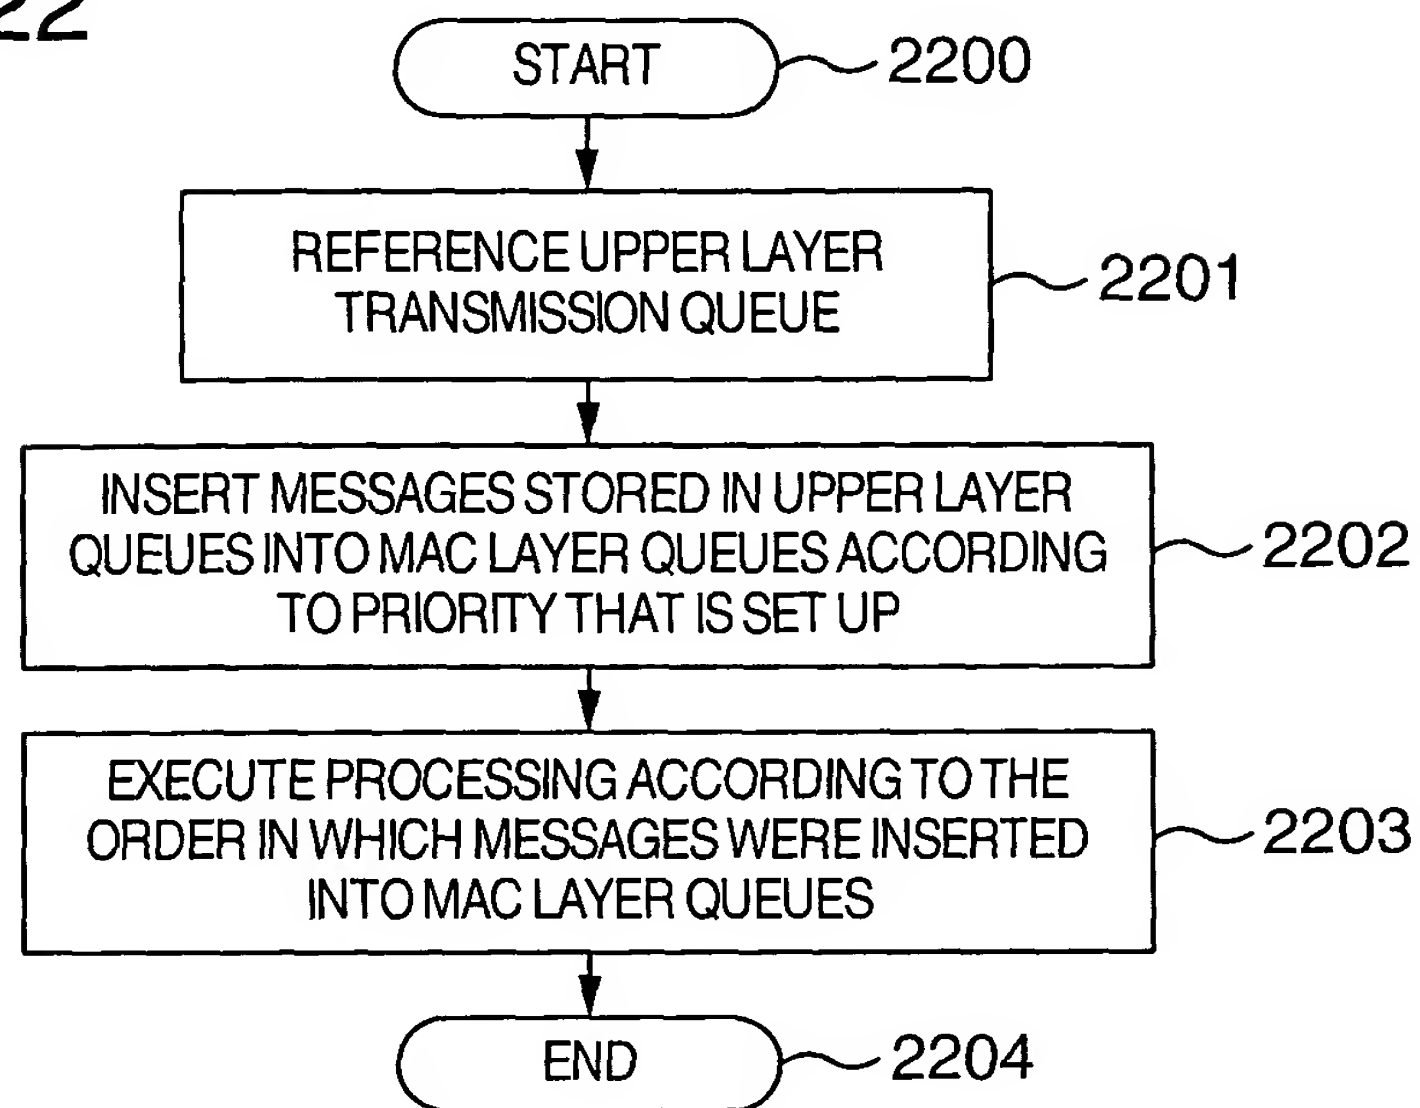 22
START
2200
REFERENCE UPPER LAYER
TRANSMISSION QUEUE
2201
INSERT MESSAGES STORED IN UPPER LAYER
QUEUES INTO MAC LAYER QUEUES ACCORDING
TO PRIORITY THAT IS SET UP
2202
EXECUTE PROCESSING ACCORDING TO THE
ORDER IN WHICH MESSAGES WERE INSERTED
INTO MAC LAYER QUEUES
2203
END
2204